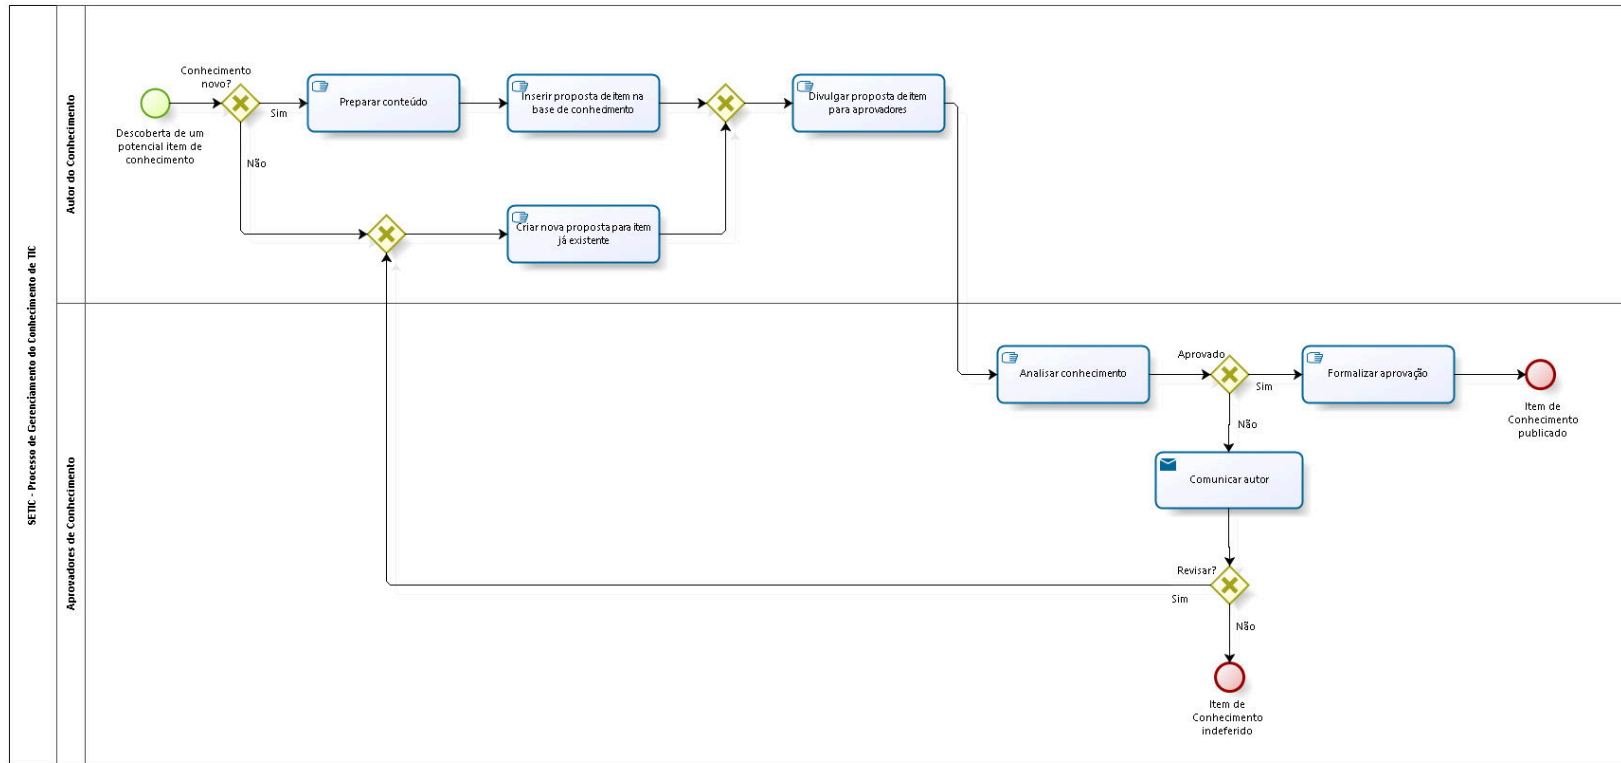 SETIC - Processo de Gerenciamento do Conhecimento de TIC
Autor do Conhecimento
Conhecimento
novo?
Sim
Não
Descoberta de um
potencial item de
conhecimento
Preparar conteúdo
Inserir proposta de item na
base de conhecimento
Divulgar proposta de item
para aprovadores
Criar nova proposta para item
já existente
Aprovadores de Conhecimento
Analisar conhecimento
Aprovado
Sim
Não
Formalizar aprovação
Item de
Conhecimento
publicado
Comunicar autor
Revisar?
Sim
Não
Item de
Conhecimento
indeferido